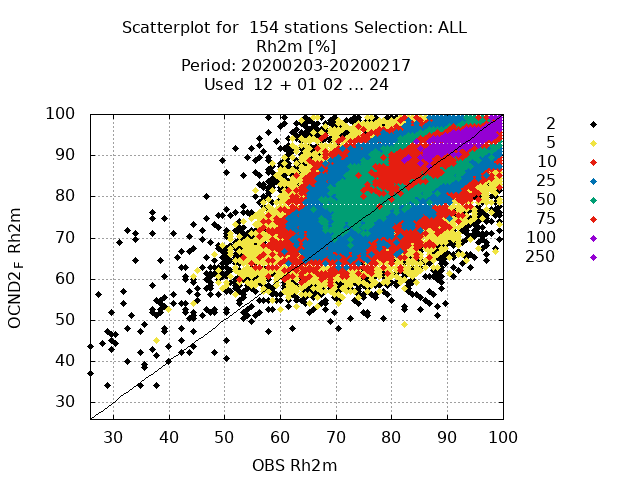 Scatterplot for  154 stations Selection: ALL
Rh2m [%]
Period: 20200203-20200217
Used  12 + 01 02 ... 24
100
90
80
70
60
50
40
30
OCND2 F Rh2m
30 40 50 60 70 80 90 100
OBS Rh2m
2
5
10
25
50
75
100
250